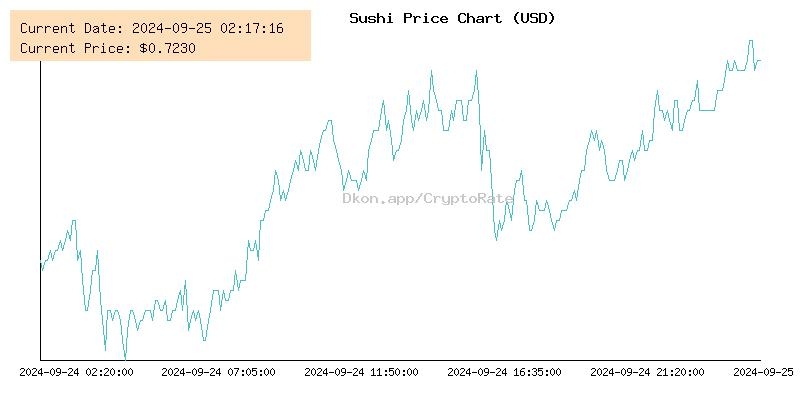 Sushi Price Chart (USD)
Current Date: 2024-09-25 02:17:16
Current Price: $0.7230
Dkon.app/CryptoRate
2024-09-24 02:20:00 2024-09-24 07:05:00 2024-09-24 11:50:00 2024-09-24 16:35:00 2024-09-24 21:20:00 2024-09-25